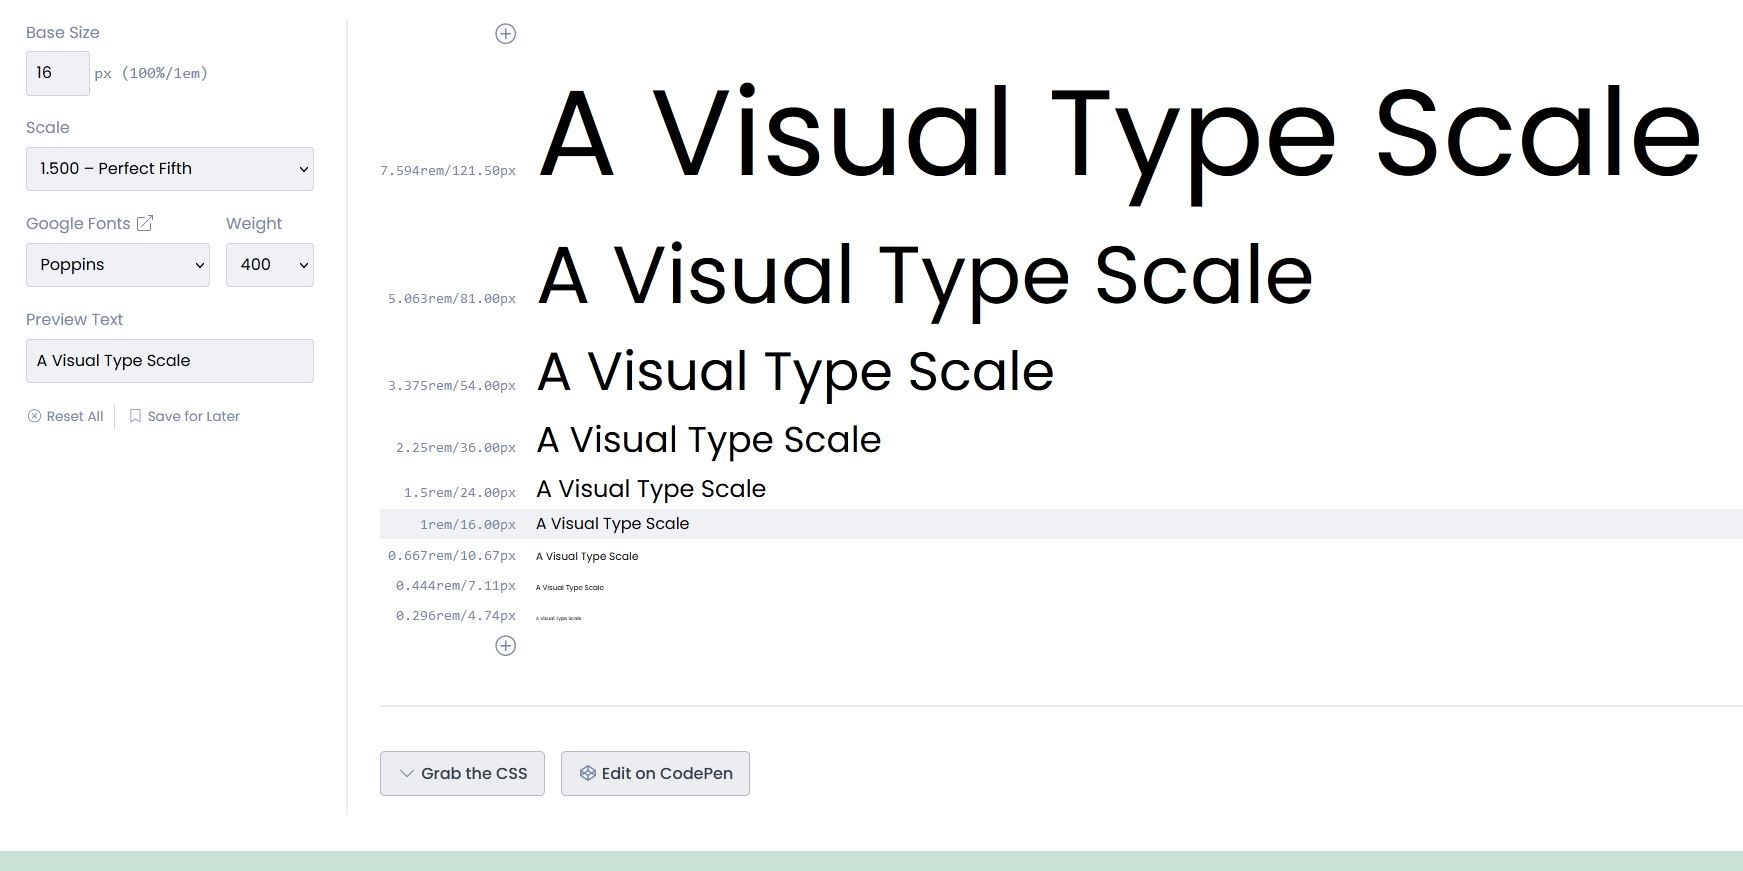 Base Size
16 px (100%/1em)
Scale
1.500 – Perfect Fifth
Google Fonts Weight
Poppins 400
Preview Text
A Visual Type Scale
Reset All Save for Later
7.594rem/121.50px A Visual Type Scale
5.063rem/81.00px A Visual Type Scale
3.375rem/54.00px A Visual Type Scale
2.25rem/36.00px A Visual Type Scale
1.5rem/24.00px A Visual Type Scale
1rem/16.00px A Visual Type Scale
0.667rem/10.67px A Visual Type Scale
0.444rem/7.11px A Visual Type Scale
0.296rem/4.74px A Visual Type Scale
Grab the CSS Edit on CodePen